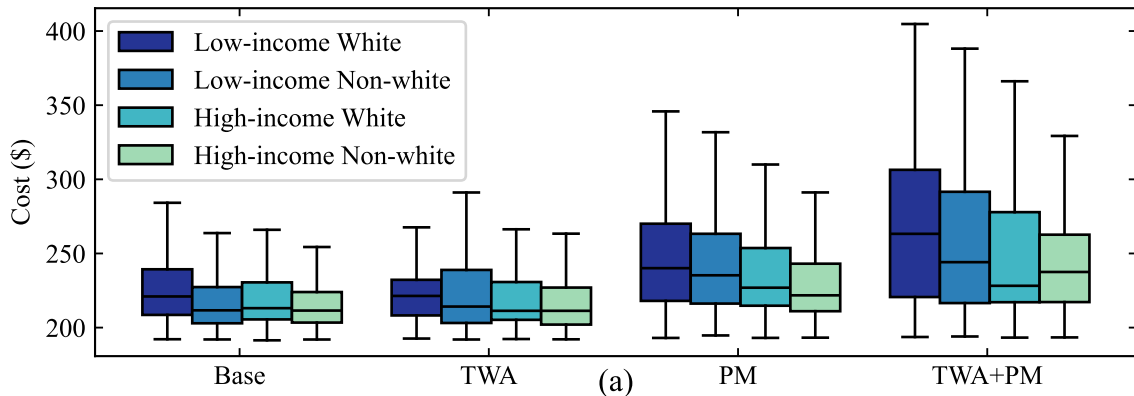 Cost ($)
400
350
300
250
200
Low-income White
Low-income Non-white
High-income White
High-income Non-white
Base
TWA
PM
TWA+PM
(a)